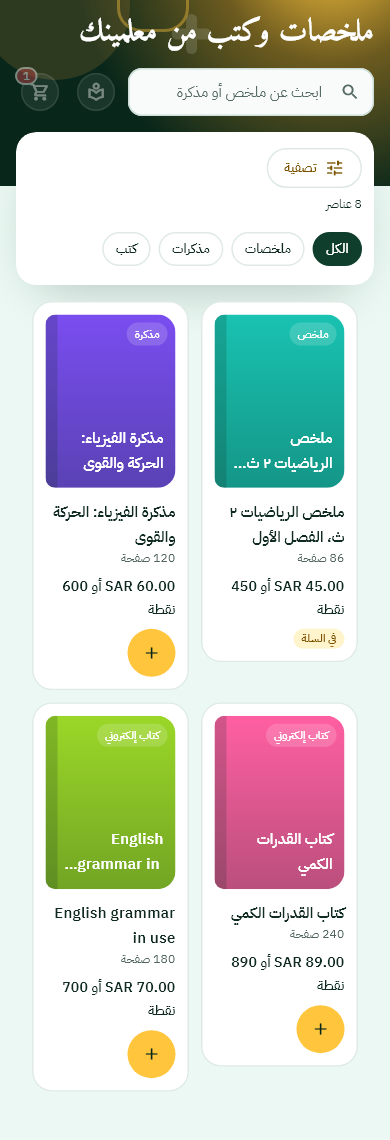 ملخصات وكتب من معلمينك
ابحث عن ملخص أو مذكرة
1
تصفية
8 عناصر
الكل
ملخصات
مذكرات
كتب
ملخص
ملخص
الرياضيات ٢ ث...
ملخص الرياضيات ٢
ث، الفصل الأول
86 صفحة
SAR 45.00 أو 450
نقطة
في السلة
مذكرة
مذكرة الفيزياء:
الحركة والقوى
مذكرة الفيزياء: الحركة
والقوى
120 صفحة
SAR 60.00 أو 600
نقطة
+
كتاب إلكتروني
كتاب القدرات
الكمي
كتاب القدرات الكمي
240 صفحة
SAR 89.00 أو 890
نقطة
+
كتاب إلكتروني
English
grammar in...
English grammar
in use
180 صفحة
SAR 70.00 أو 700
نقطة
+